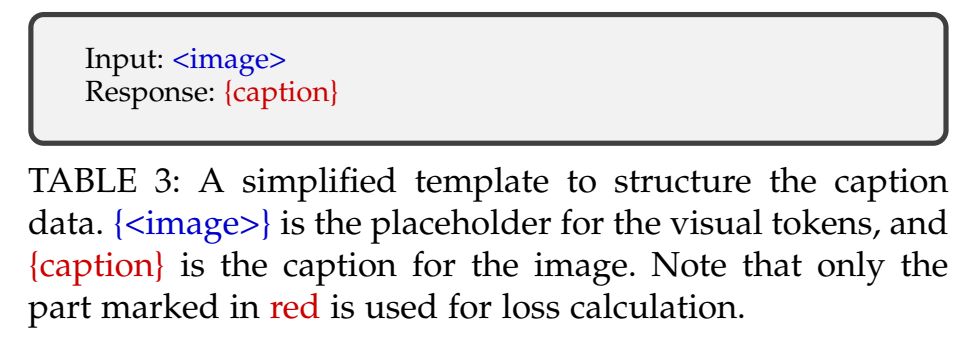 Input: <image>
Response: {caption}
TABLE 3: A simplified template to structure the caption
data. {<image>} is the placeholder for the visual tokens, and
{caption} is the caption for the image. Note that only the
part marked in red is used for loss calculation.